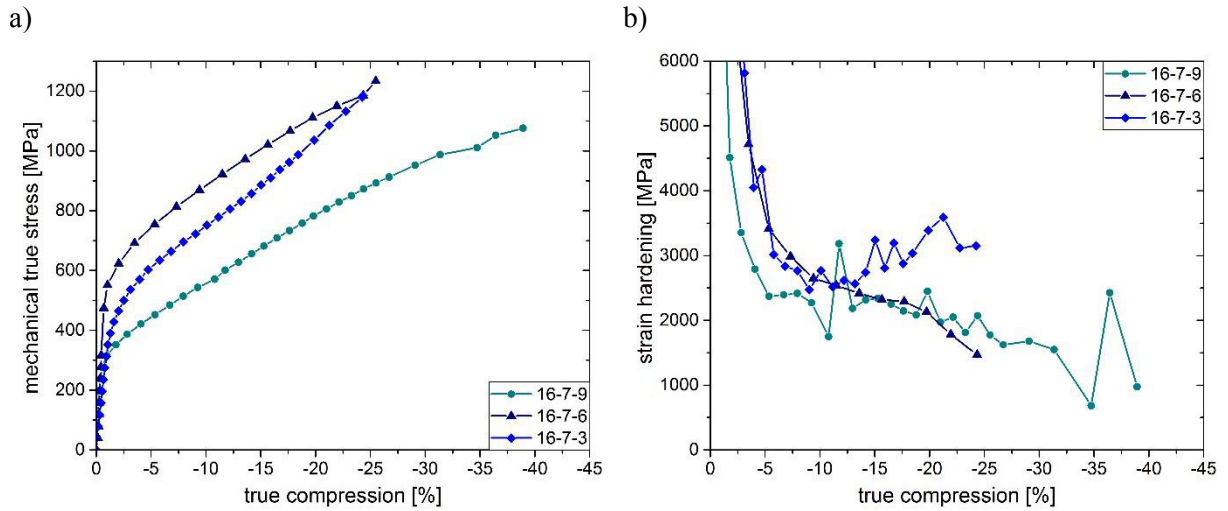 a)
b)
mechanical true stress [MPa]
1200
1000
800
600
400
200
0
0 -5 -10 -15 -20 -25 -30 -35 -40 -45
true compression [%]
16-7-9
16-7-6
16-7-3
strain hardening [MPa]
6000
5000
4000
3000
2000
1000
0
0 -5 -10 -15 -20 -25 -30 -35 -40 -45
true compression [%]
16-7-9
16-7-6
16-7-3